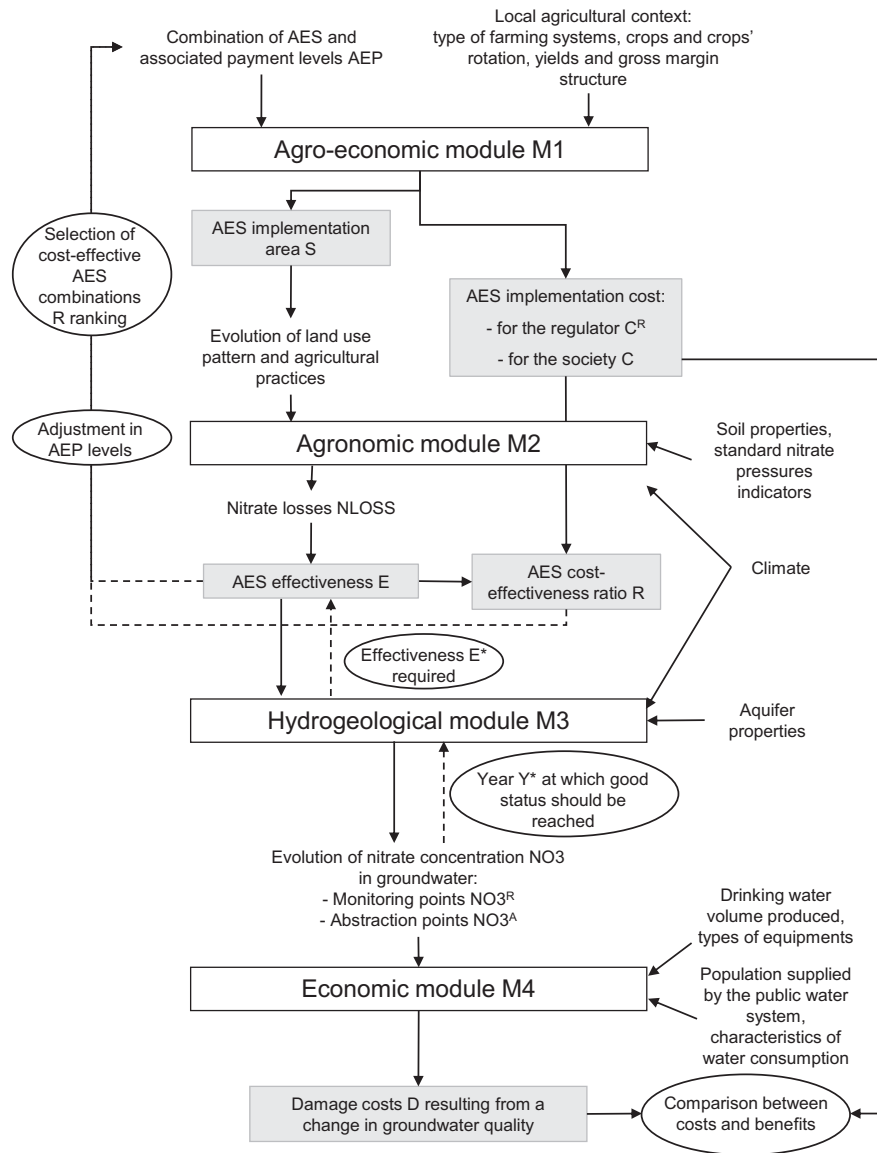 Combination of AES and
associated payment levels AEP
Local agricultural context:
type of farming systems, crops and crops'
rotation, yields and gross margin
structure
Agro-economic module M1
Selection of
cost-effective
AES
combinations
R ranking
AES implementation
area S
AES implementation cost:
- for the regulator Cᴿ
- for the society C
Evolution of land use
pattern and agricultural
practices
Adjustment in
AEP levels
Agronomic module M2
Soil properties,
standard nitrate
pressures
indicators
Nitrate losses NLOSS
Climate
AES effectiveness E
AES cost-
effectiveness ratio R
Effectiveness E*
required
Hydrogeological module M3
Aquifer
properties
Year Y* at which good
status should be
reached
Evolution of nitrate concentration NO3
in groundwater:
- Monitoring points NO3ᴿ
- Abstraction points NO3ᴬ
Drinking water
volume produced,
types of equipments
Economic module M4
Population supplied
by the public water
system,
characteristics of
water consumption
Damage costs D resulting from a
change in groundwater quality
Comparison between
costs and benefits